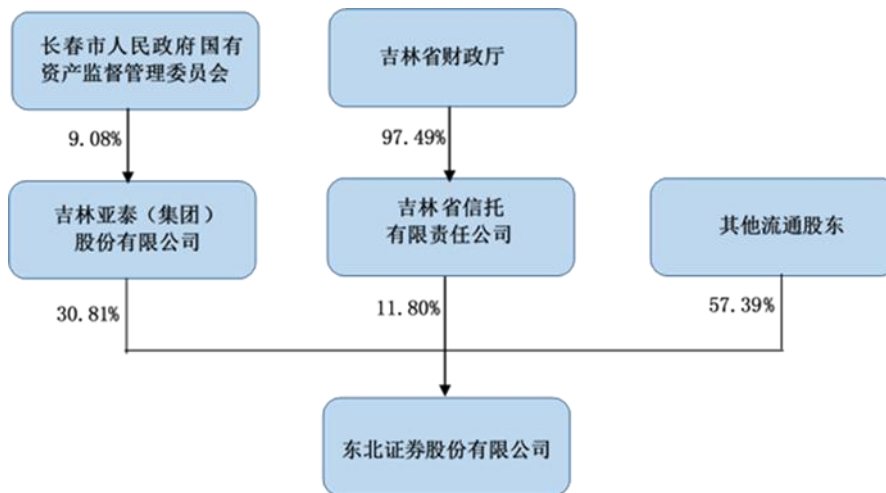 长春市人民政府国有
资产监督管理委员会
吉林省财政厅
9.08%
97.49%
吉林亚泰（集团）
股份有限公司
吉林省信托
有限责任公司
其他流通股东
30.81%
11.80%
57.39%
东北证券股份有限公司